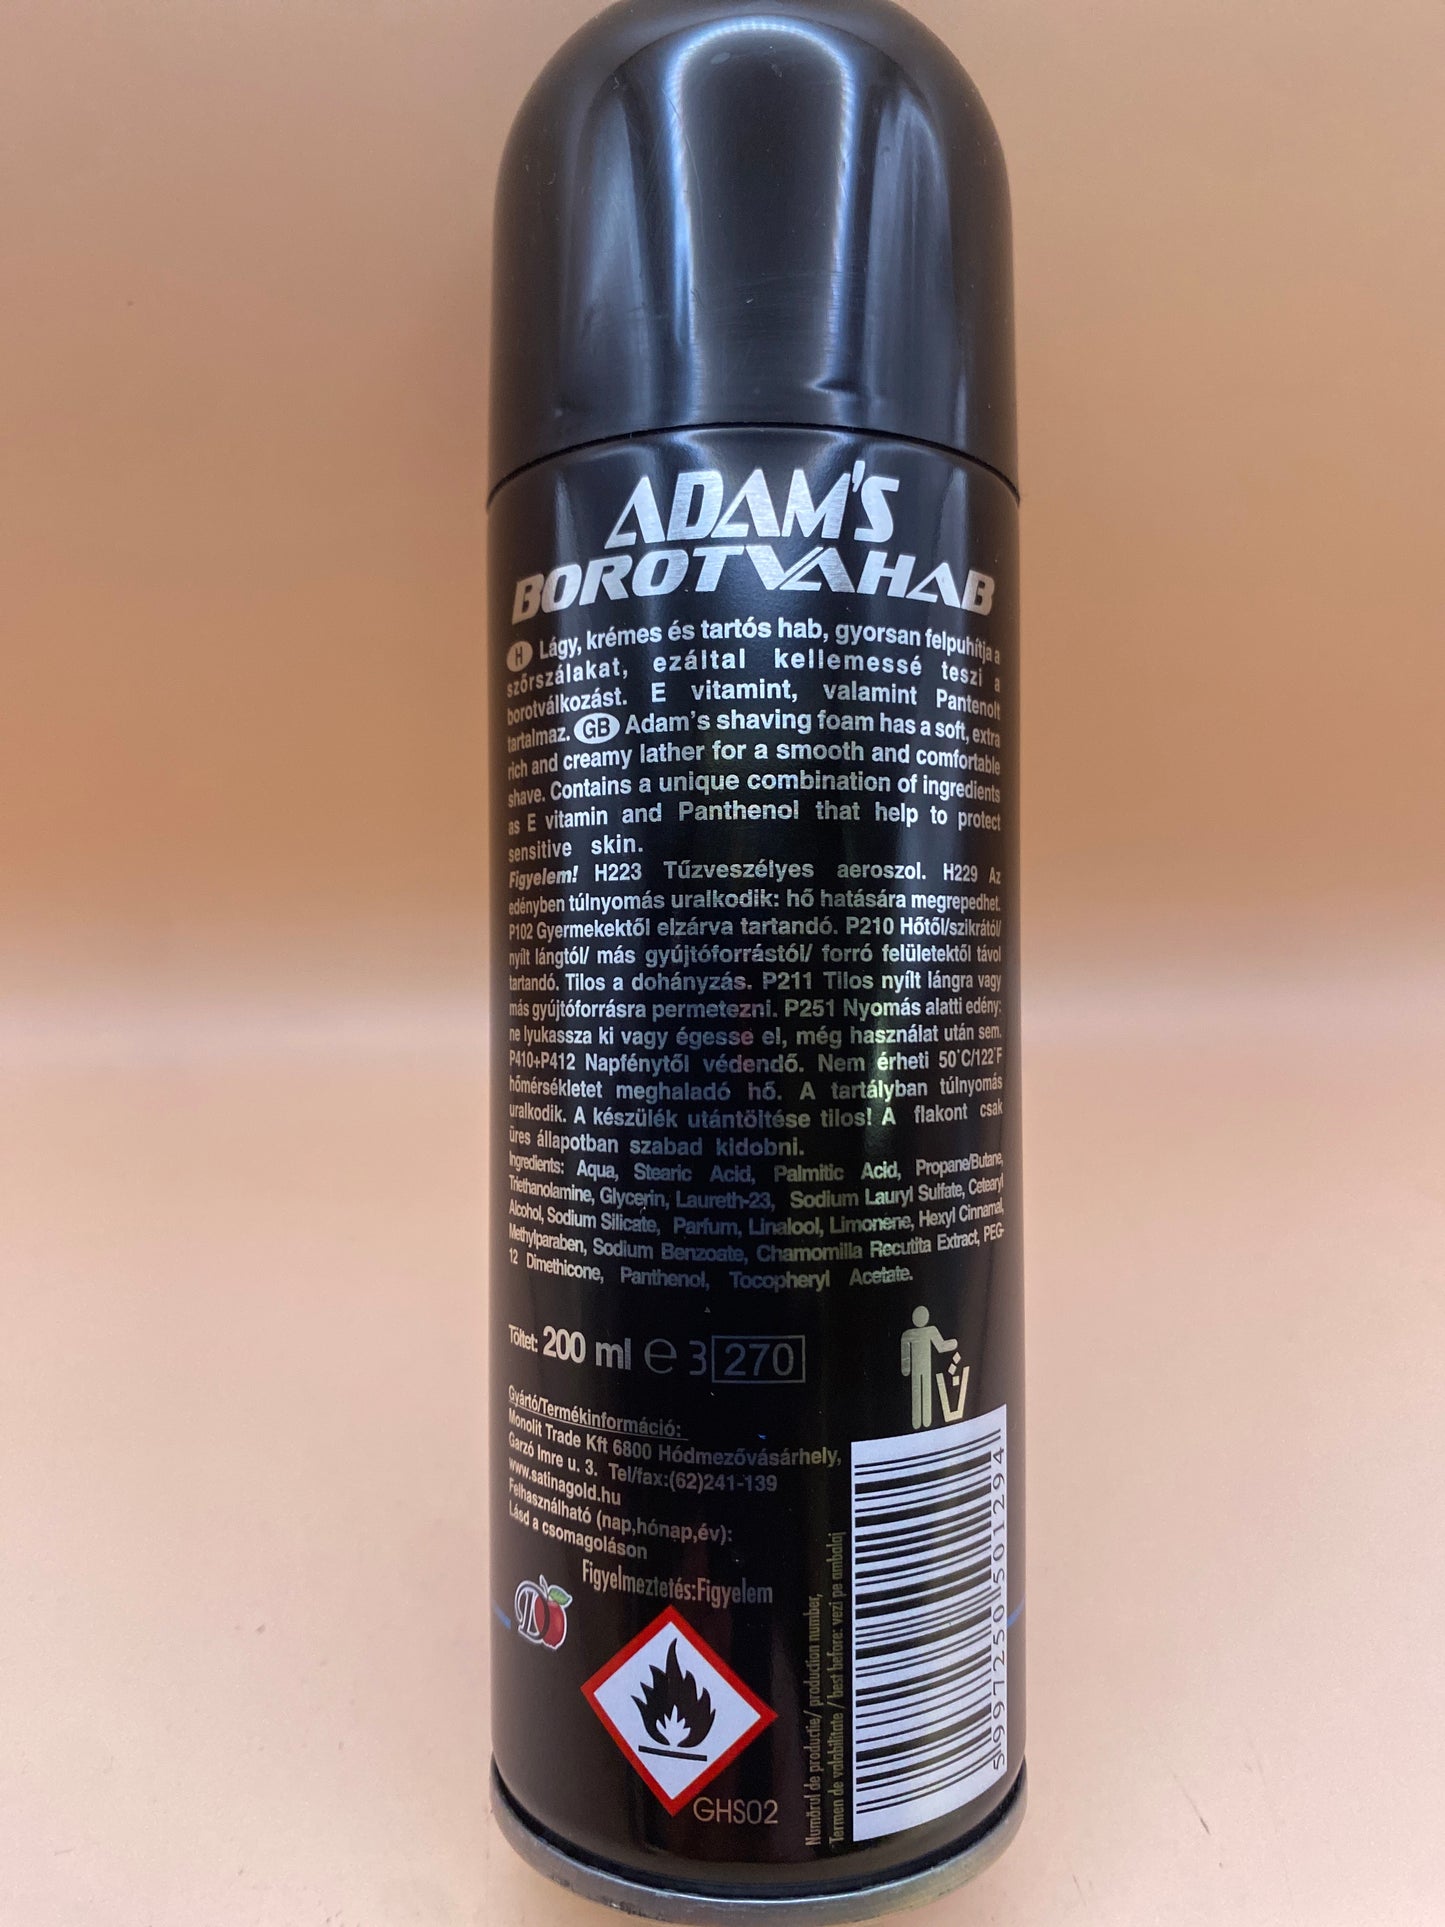 ADAM'S
BOROTVAHAB
H Lágy, krémes és tartós hab, gyorsan felpuhítja a
szőrszálakat, ezáltal kellemessé teszi a
borotválkozást. E vitamint, valamint Pantenolt
tartalmaz. GB Adam's shaving foam has a soft, extra
rich and creamy lather for a smooth and comfortable
shave. Contains a unique combination of ingredients
as E vitamin and Panthenol that help to protect
sensitive skin.
Figyelem! H223 Tűzveszélyes aeroszol. H229 Az
edényben túlnyomás uralkodik: hő hatására megrepedhet.
P102 Gyermekektől elzárva tartandó. P210 Hőtől/szikrától/
nyílt lángtól/ más gyújtóforrástól/ forró felületektől távol
tartandó. Tilos a dohányzás. P211 Tilos nyílt lángra vagy
más gyújtóforrásra permetezni. P251 Nyomás alatti edény:
ne lyukassza ki vagy égesse el, még használat után sem.
P410+P412 Napfénytől védendő. Nem érheti 50°C/122°F
hőmérsékletet meghaladó hő. A tartályban túlnyomás
uralkodik. A készülék utántöltése tilos! A flakont csak
üres állapotban szabad kidobni.
Ingredients: Aqua, Stearic Acid, Palmitic Acid, Propane/Butane,
Triethanolamine, Glycerin, Laureth-23, Sodium Lauryl Sulfate, Cetearyl
Alcohol, Sodium Silicate, Parfum, Linalool, Limonene, Hexyl Cinnamal,
Methylparaben, Sodium Benzoate, Chamomilla Recutita Extract, PEG-
12 Dimethicone, Panthenol, Tocopheryl Acetate.
Töltet: 200 ml e 3 270
Gyártó/Termékinformáció:
Monolit Trade Kft 6800 Hódmezővásárhely,
Garzó Imre u. 3. Tel/fax:(62)241-139
www.satinagold.hu
Felhasználható (nap,hónap,év):
Lásd a csomagoláson
Figyelmeztetés:Figyelem
GHS02
Numărul de productie/ production number,
Termen de valabilitate / best before: vezi pe ambalaj
5997250501294